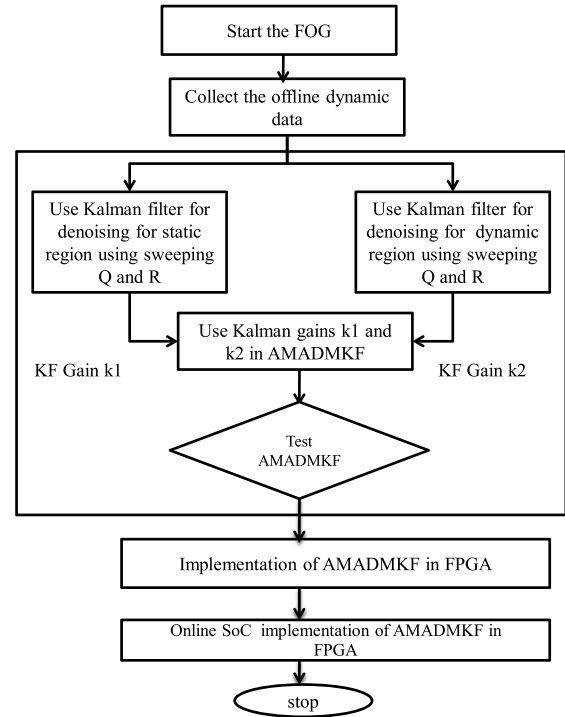 Start the FOG
Collect the offline dynamic
data
Use Kalman filter for
denoising for static
region using sweeping
Q and R
Use Kalman filter for
denoising for dynamic
region using sweeping
Q and R
Use Kalman gains k1 and
k2 in AMADMKF
KF Gain k1
KF Gain k2
Test
AMADMKF
Implementation of AMADMKF in FPGA
Online SoC implementation of AMADMKF in
FPGA
stop